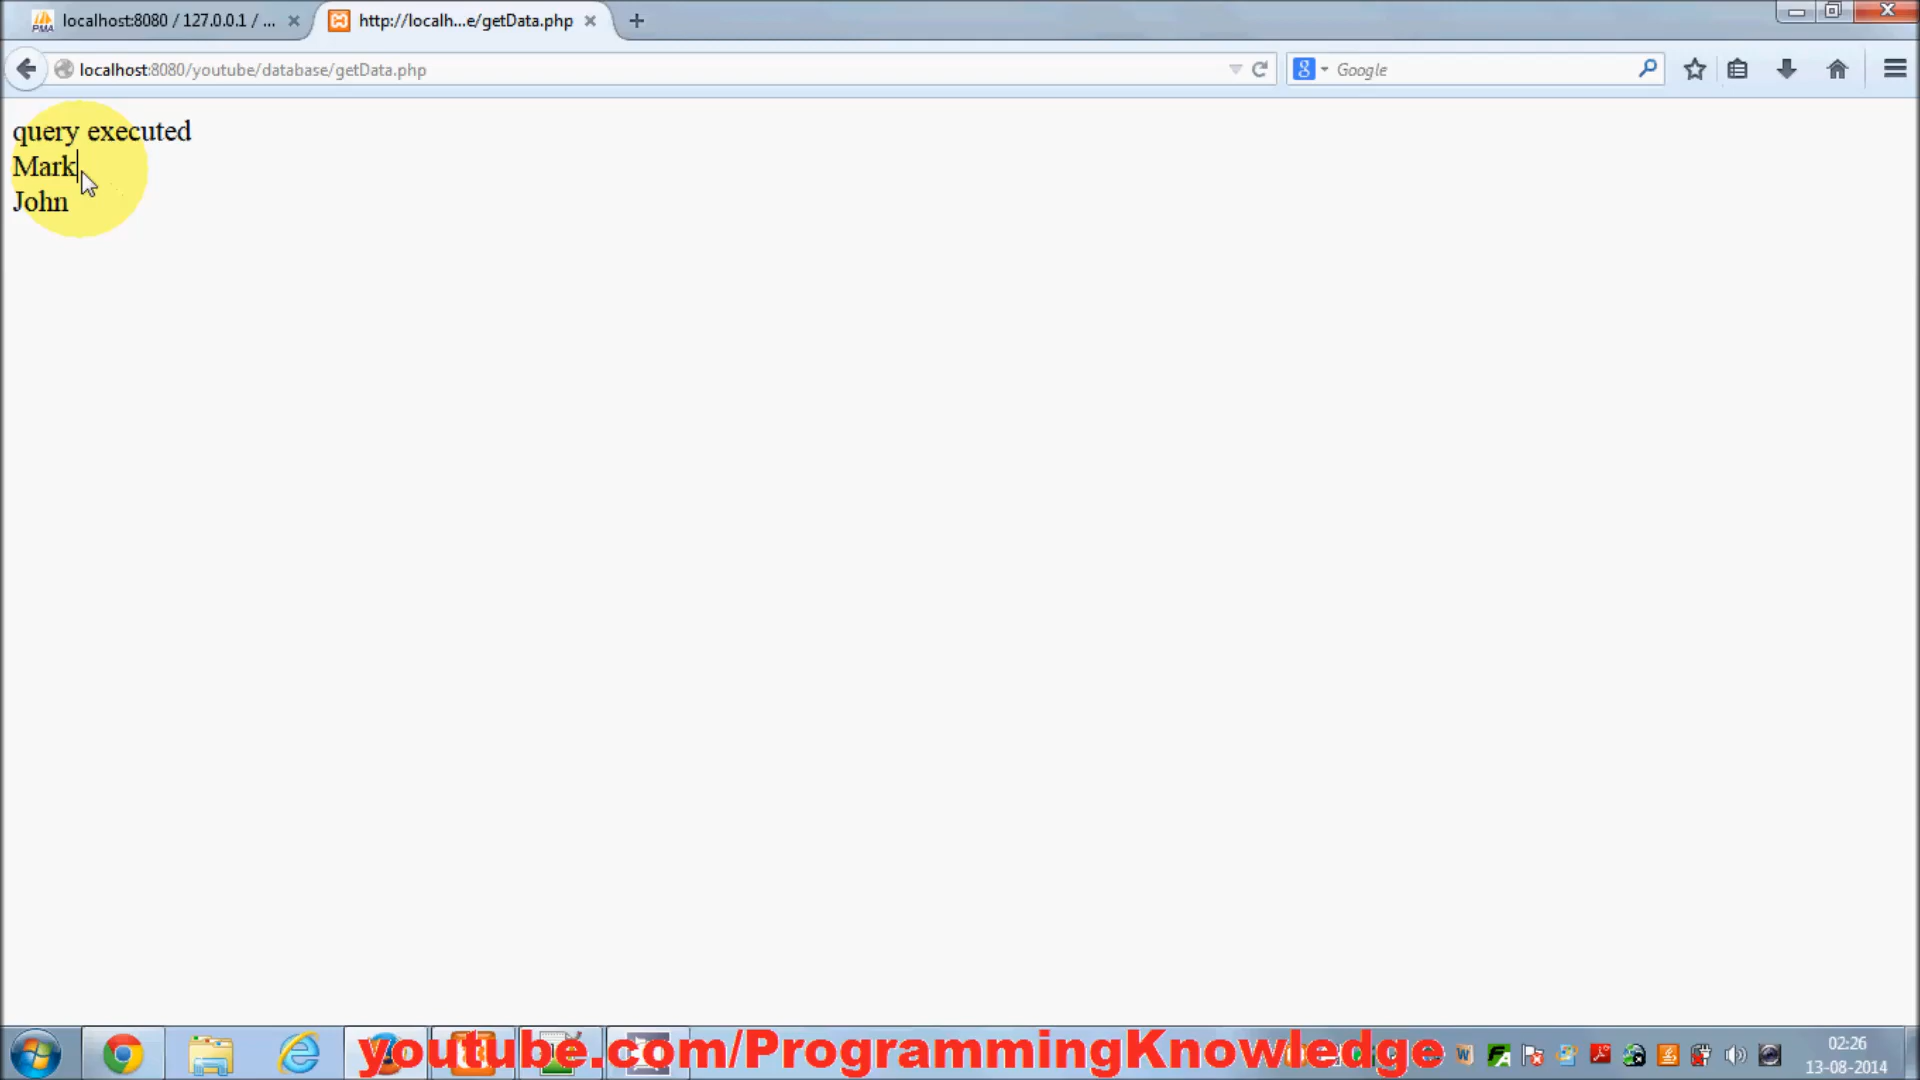 localhost:8080 / 127.0.0.1 / ...
http://localh...e/getData.php
localhost:8080/youtube/database/getData.php
Google
query executed
Mark
John
youtube.com/ProgrammingKnowledge
02:26
13-08-2014